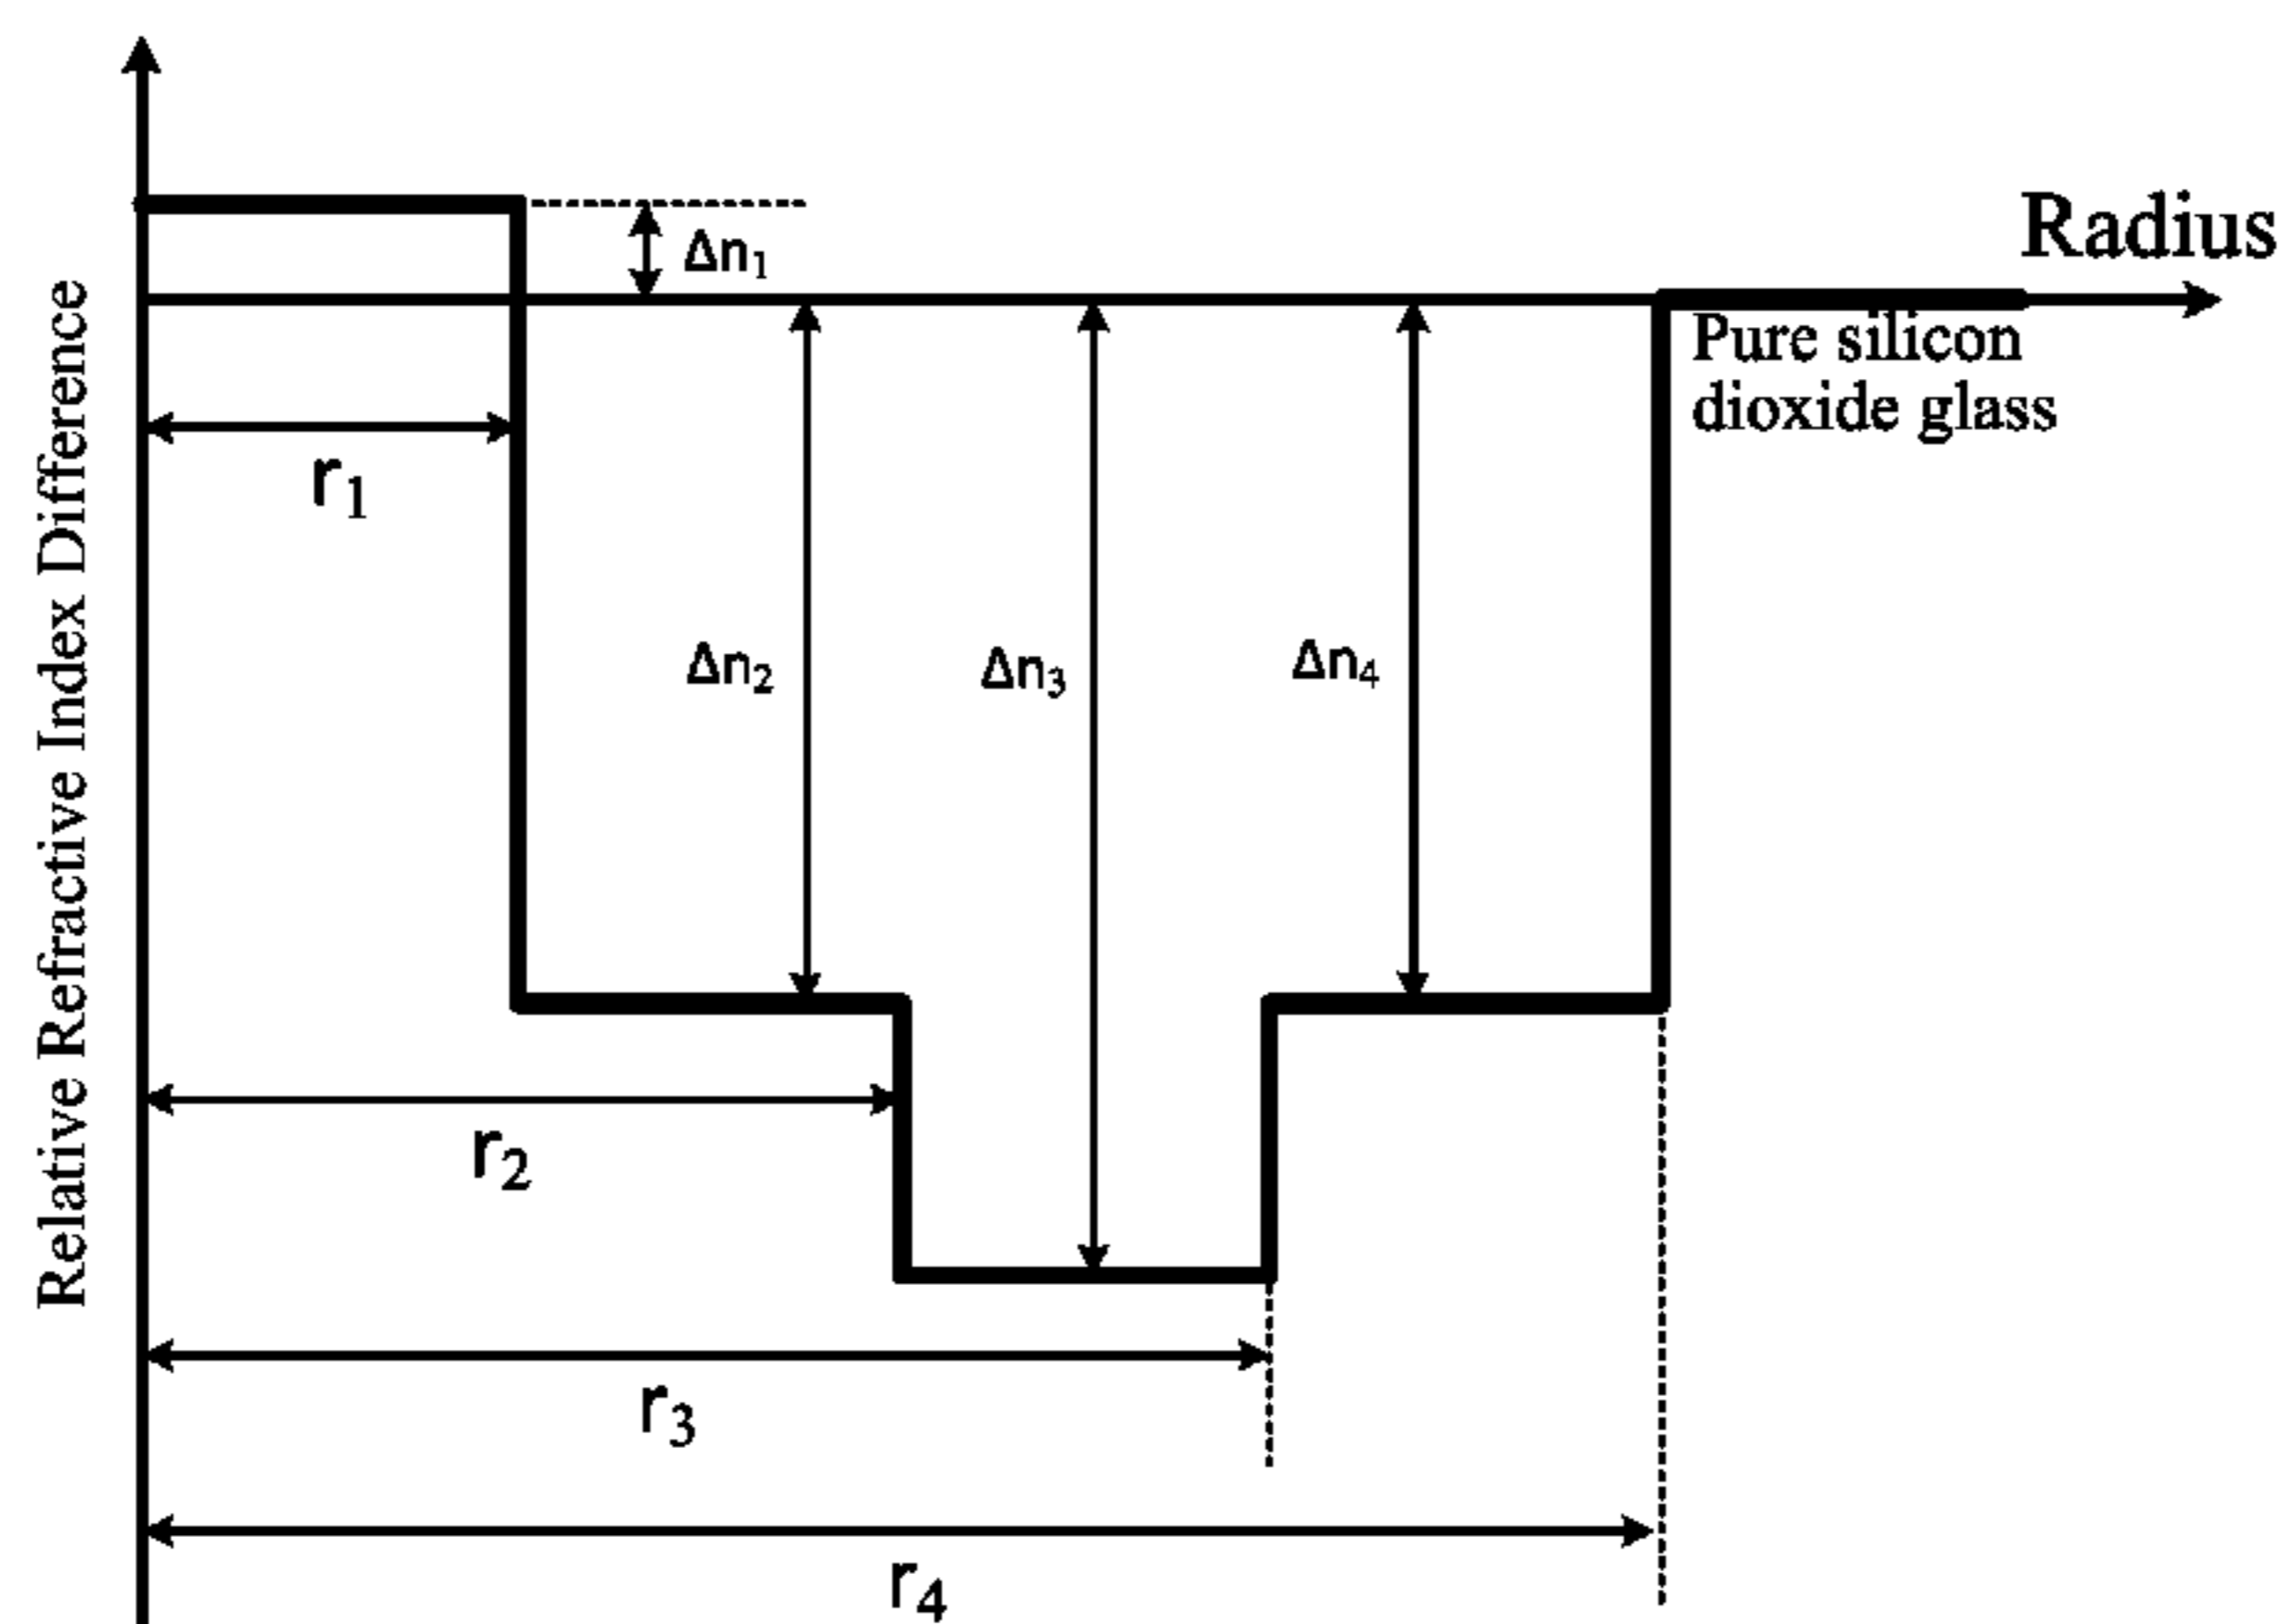 Relative Refractive Index Difference
Radius
Δn₁
Pure silicon
dioxide glass
r₁
Δn₂
Δn₃
Δn₄
r₂
r₃
r₄